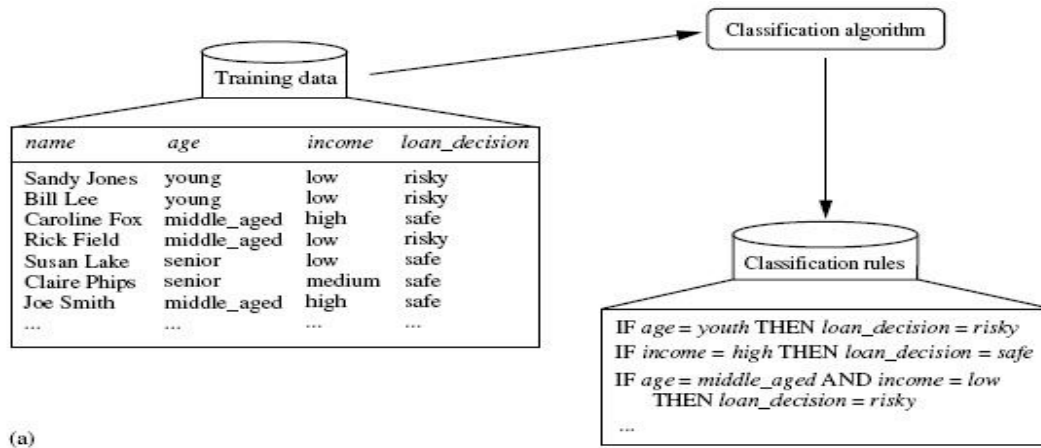 Classification algorithm
Training data
name age income loan_decision
Sandy Jones young low risky
Bill Lee young low risky
Caroline Fox middle_aged high safe
Rick Field middle_aged low risky
Susan Lake senior low safe
Claire Phips senior medium safe
Joe Smith middle_aged high safe
... ... ... ...
Classification rules
IF age = youth THEN loan_decision = risky
IF income = high THEN loan_decision = safe
IF age = middle_aged AND income = low
THEN loan_decision = risky
...
(a)